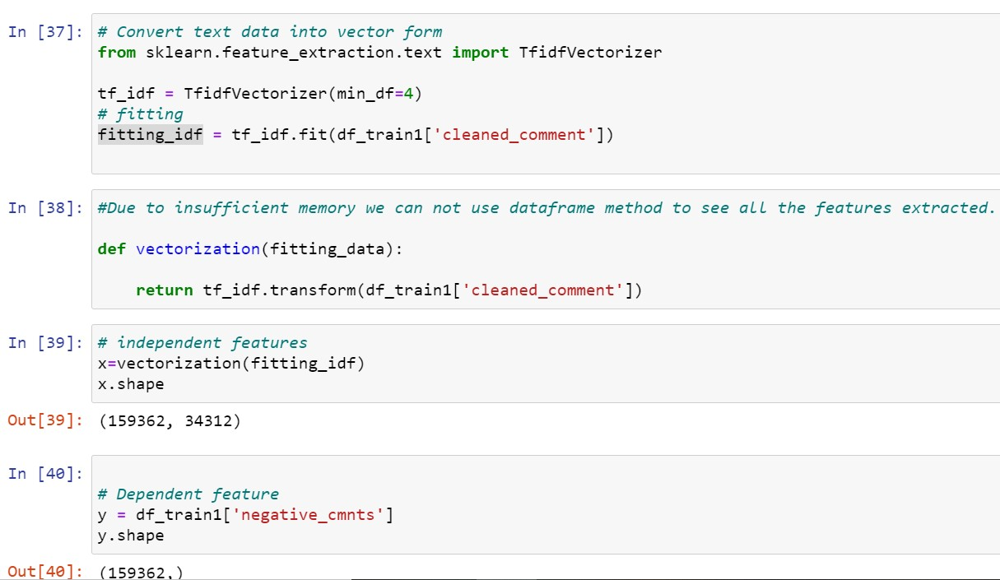 In [37]: # Convert text data into vector form
from sklearn.feature_extraction.text import TfidfVectorizer
tf_idf = TfidfVectorizer(min_df=4)
# fitting
fitting_idf = tf_idf.fit(df_train1['cleaned_comment'])
In [38]: #Due to insufficient memory we can not use dataframe method to see all the features extracted.
def vectorization(fitting_data):
return tf_idf.transform(df_train1['cleaned_comment'])
In [39]: # independent features
x=vectorization(fitting_idf)
x.shape
Out[39]: (159362, 34312)
In [40]:
# Dependent feature
y = df_train1['negative_cmnts']
y.shape
Out[40]: (159362,)